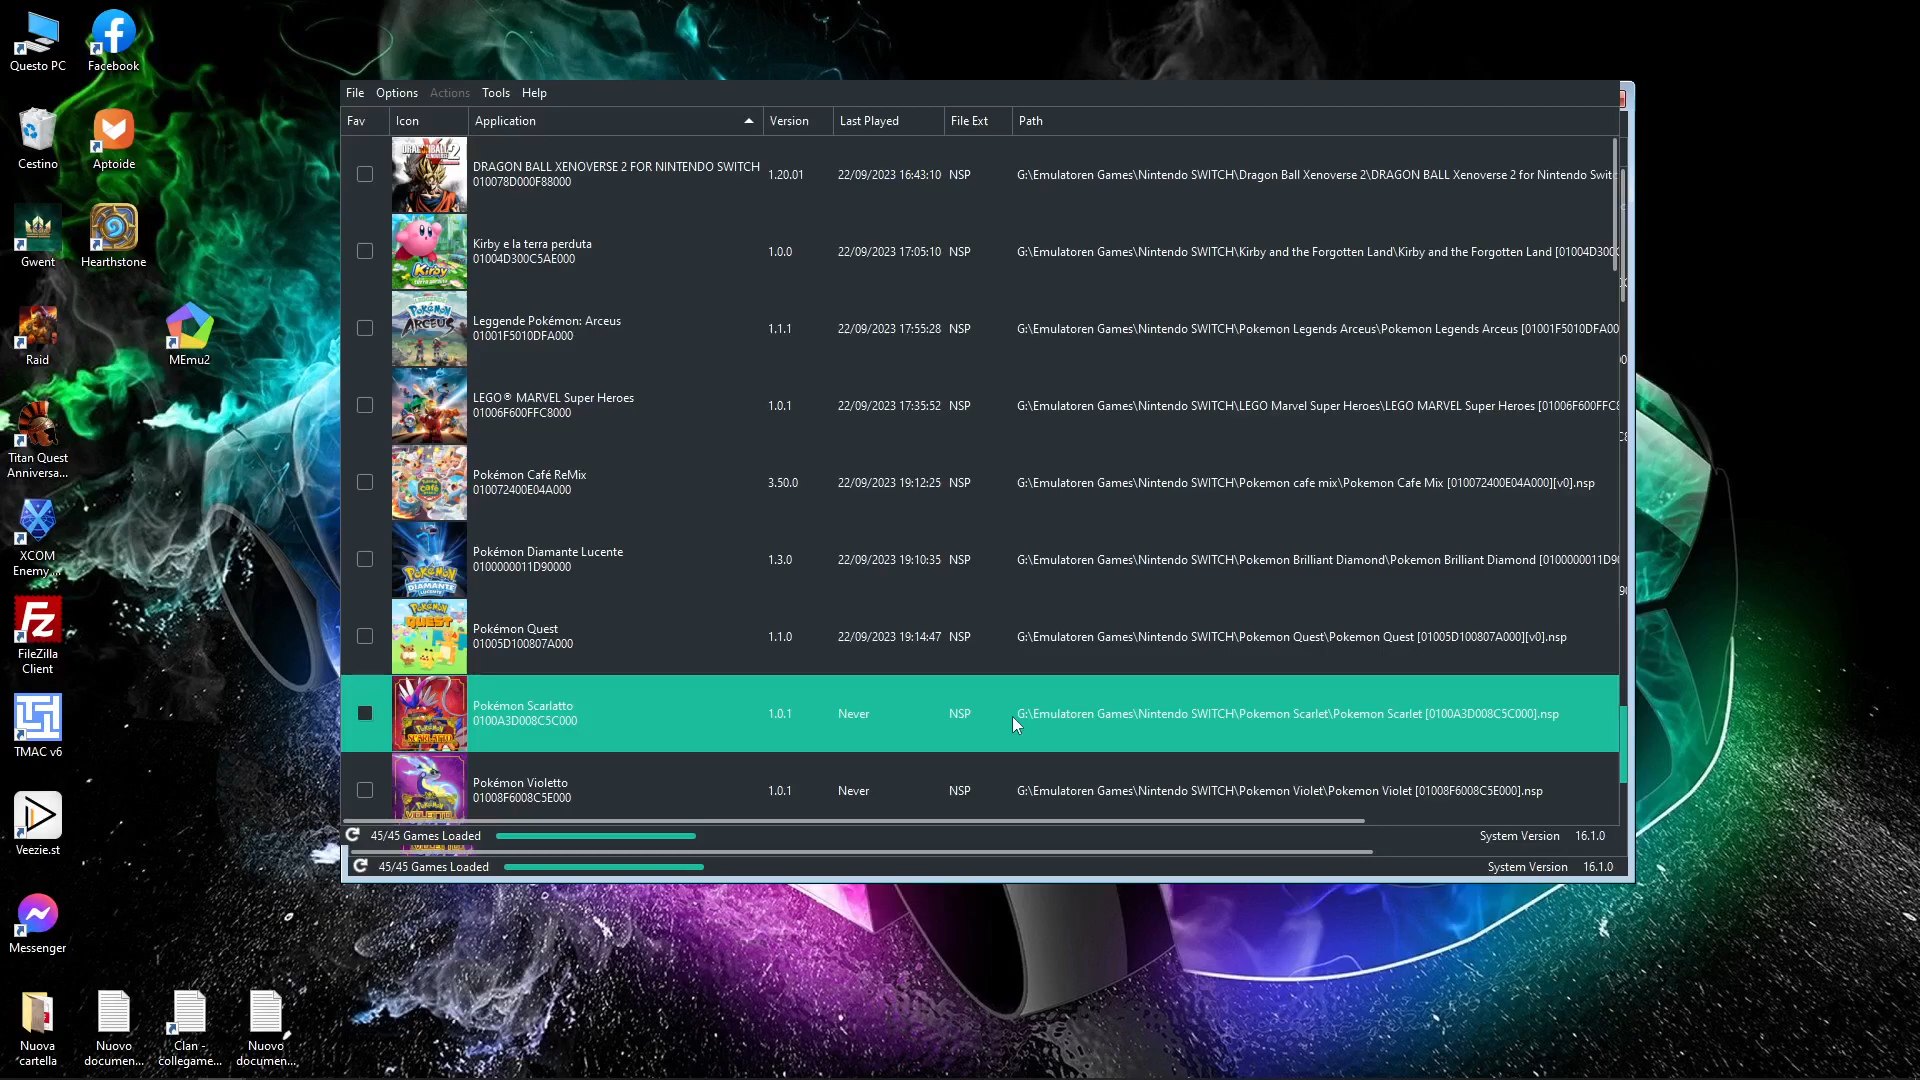 Questo PC
Facebook
Cestino
Aptoide
Gwent
Hearthstone
Raid
MEmu2
Titan Quest
Anniversa...
XCOM
Enemy ...
FileZilla
Client
TMAC v6
Veezie.st
Messenger
Nuova
cartella
Nuovo
documen...
Clan -
collegame...
Nuovo
documen...
File Options Actions Tools Help
Fav Icon Application Version Last Played File Ext Path
DRAGON BALL XENOVERSE 2 FOR NINTENDO SWITCH
010078D000F88000
1.20.01 22/09/2023 16:43:10 NSP G:\Emulatoren Games\Nintendo SWITCH\Dragon Ball Xenoverse 2\DRAGON BALL Xenoverse 2 for Nintendo Switc
Kirby e la terra perduta
01004D300C5AE000
1.0.0 22/09/2023 17:05:10 NSP G:\Emulatoren Games\Nintendo SWITCH\Kirby and the Forgotten Land\Kirby and the Forgotten Land [01004D300C
Leggende Pokémon: Arceus
01001F5010DFA000
1.1.1 22/09/2023 17:55:28 NSP G:\Emulatoren Games\Nintendo SWITCH\Pokemon Legends Arceus\Pokemon Legends Arceus [01001F5010DFA00
LEGO® MARVEL Super Heroes
01006F600FFC8000
1.0.1 22/09/2023 17:35:52 NSP G:\Emulatoren Games\Nintendo SWITCH\LEGO Marvel Super Heroes\LEGO MARVEL Super Heroes [01006F600FFC8
Pokémon Café ReMix
010072400E04A000
3.50.0 22/09/2023 19:12:25 NSP G:\Emulatoren Games\Nintendo SWITCH\Pokemon cafe mix\Pokemon Cafe Mix [010072400E04A000][v0].nsp
Pokémon Diamante Lucente
0100000011D90000
1.3.0 22/09/2023 19:10:35 NSP G:\Emulatoren Games\Nintendo SWITCH\Pokemon Brilliant Diamond\Pokemon Brilliant Diamond [0100000011D90
Pokémon Quest
01005D100807A000
1.1.0 22/09/2023 19:14:47 NSP G:\Emulatoren Games\Nintendo SWITCH\Pokemon Quest\Pokemon Quest [01005D100807A000][v0].nsp
Pokémon Scarlatto
0100A3D008C5C000
1.0.1 Never NSP G:\Emulatoren Games\Nintendo SWITCH\Pokemon Scarlet\Pokemon Scarlet [0100A3D008C5C000].nsp
Pokémon Violetto
01008F6008C5E000
1.0.1 Never NSP G:\Emulatoren Games\Nintendo SWITCH\Pokemon Violet\Pokemon Violet [01008F6008C5E000].nsp
45/45 Games Loaded System Version 16.1.0
45/45 Games Loaded System Version 16.1.0